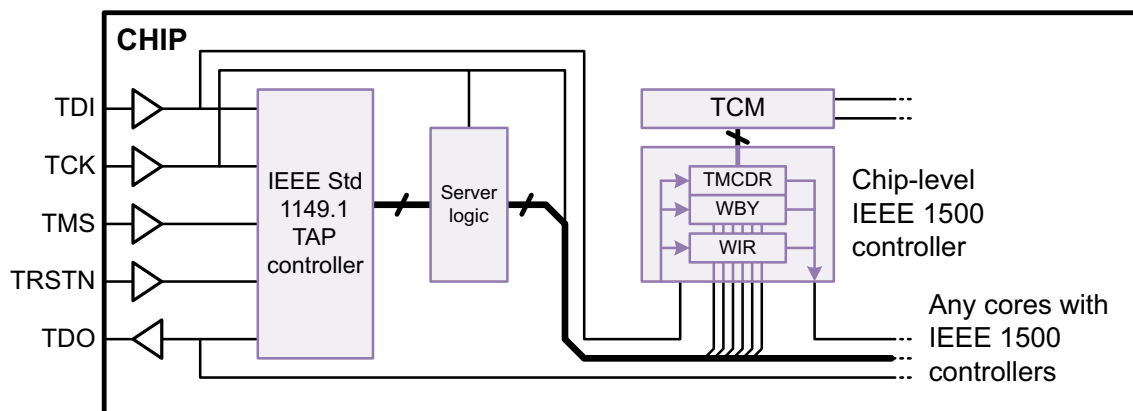 CHIP
TDI
TCK
TMS
TRSTN
TDO
IEEE Std
1149.1
TAP
controller
Server
logic
TCM
TMCDR
WBY
WIR
Chip-level
IEEE 1500
controller
Any cores with
IEEE 1500
controllers